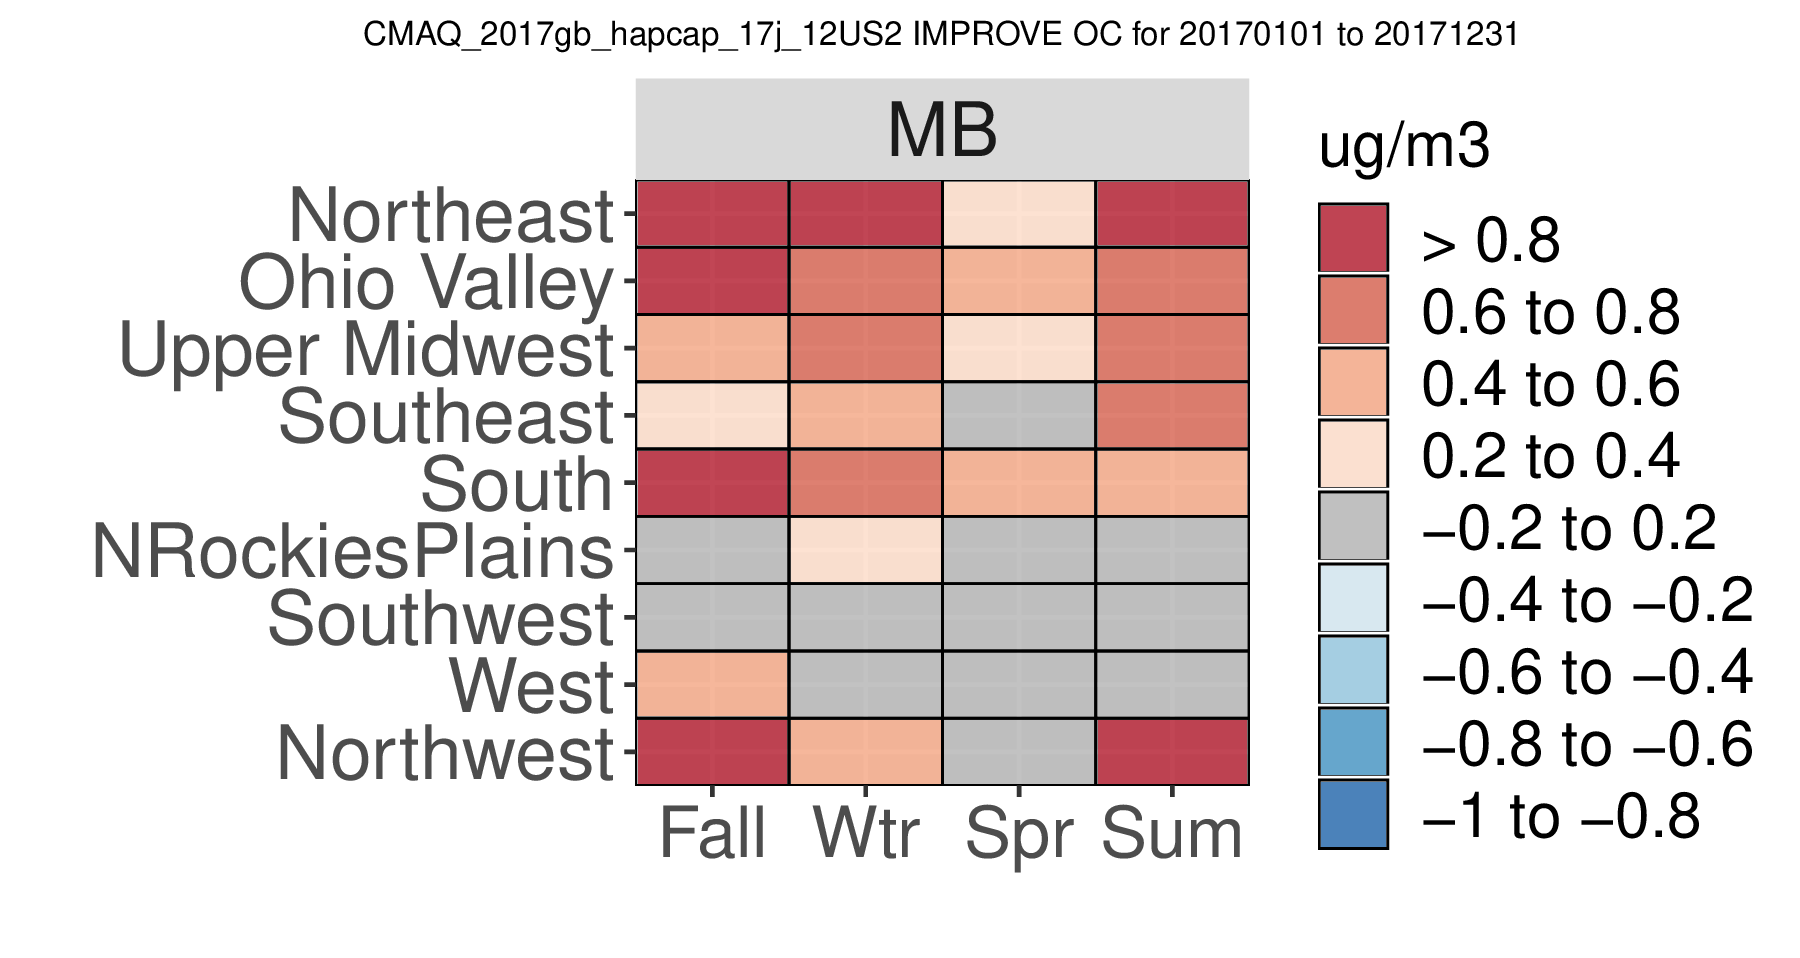 CMAQ_2017gb_hapcap_17j_12US2 IMPROVE OC for 20170101 to 20171231
MB
Northeast
Ohio Valley
Upper Midwest
Southeast
South
NRockiesPlains
Southwest
West
Northwest
Fall Wtr Spr Sum
ug/m3
> 0.8
0.6 to 0.8
0.4 to 0.6
0.2 to 0.4
−0.2 to 0.2
−0.4 to −0.2
−0.6 to −0.4
−0.8 to −0.6
−1 to −0.8